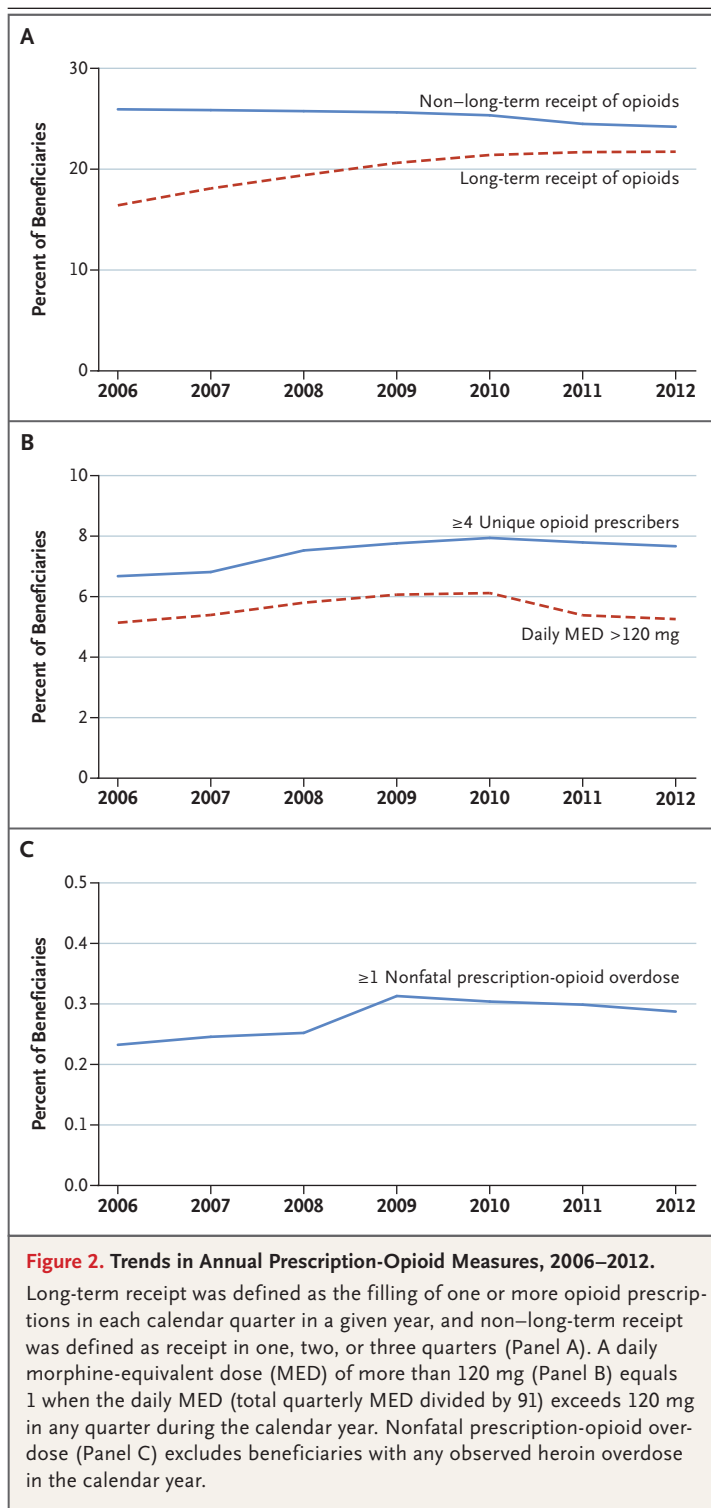 A
30
20
10
0
Percent of Beneficiaries
Non–long-term receipt of opioids
Long-term receipt of opioids
2006 2007 2008 2009 2010 2011 2012
B
10
8
6
4
2
0
Percent of Beneficiaries
≥4 Unique opioid prescribers
Daily MED >120 mg
2006 2007 2008 2009 2010 2011 2012
C
0.5
0.4
0.3
0.2
0.1
0.0
Percent of Beneficiaries
≥1 Nonfatal prescription-opioid overdose
2006 2007 2008 2009 2010 2011 2012
Figure 2. Trends in Annual Prescription-Opioid Measures, 2006–2012.
Long-term receipt was defined as the filling of one or more opioid prescrip-
tions in each calendar quarter in a given year, and non–long-term receipt
was defined as receipt in one, two, or three quarters (Panel A). A daily
morphine-equivalent dose (MED) of more than 120 mg (Panel B) equals
1 when the daily MED (total quarterly MED divided by 91) exceeds 120 mg
in any quarter during the calendar year. Nonfatal prescription-opioid over-
dose (Panel C) excludes beneficiaries with any observed heroin overdose
in the calendar year.